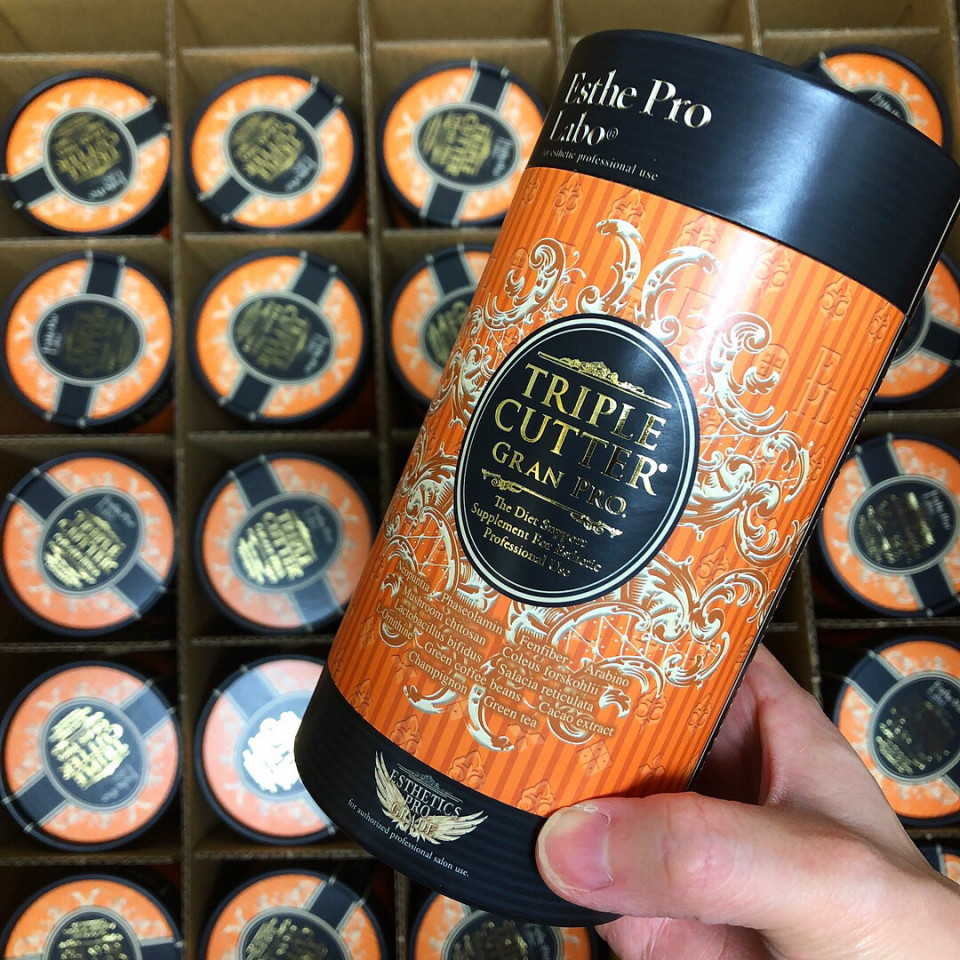 Esthe Pro
Labo®
for esthetic professional use
TRIPLE
CUTTER®
GRAN PRO.
The Diet Support
Supplement For Esthetic
Professional Use
Phaseolamin Fenfiber Arabino
Mushroom chitosan Coleus forskohlii
Lactobacillus bifidus Salacia reticulata
L-Carnitine Green coffee beans Cacao extract
Ornithine Champignon Green tea
ESTHETICS
PRO
GRADE
for authorized professional salon use.